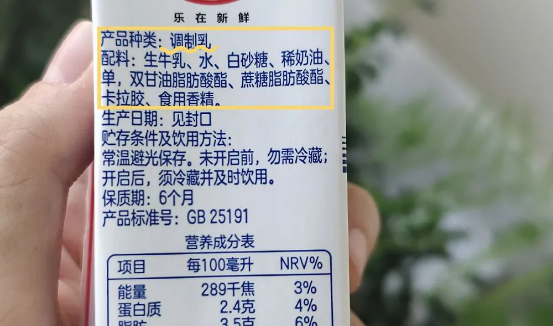 乐在新鲜
产品种类：调制乳
配料：生牛乳、水、白砂糖、稀奶油、
单，双甘油脂肪酸酯、蔗糖脂肪酸酯、
卡拉胶、食用香精。
生产日期：见封口
贮存条件及饮用方法：
常温避光保存。未开启前，勿需冷藏；
开启后，须冷藏并及时饮用。
保质期：6个月
产品标准号：GB 25191
营养成分表
项目 每100毫升 NRV%
能量 289千焦 3%
蛋白质 2.4克 4%
脂肪 3.5克 6%